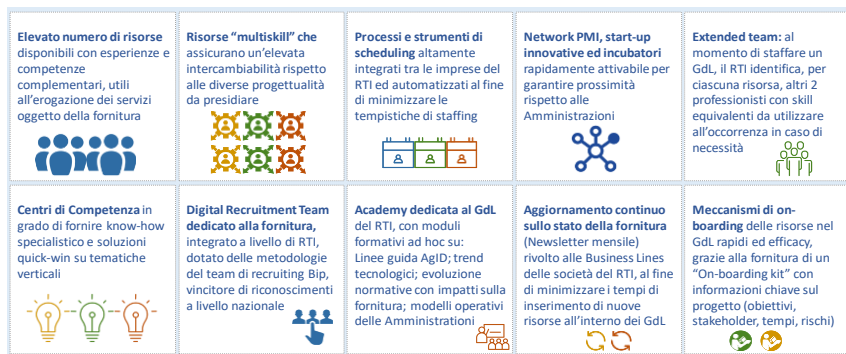 Elevato numero di risorse
disponibili con esperienze e
competenze
complementari, utili
all'erogazione dei servizi
oggetto della fornitura
Risorse "multiskill" che
assicurano un'elevata
intercambiabilità rispetto
alle diverse progettualità
da presidiare
Processi e strumenti di
scheduling altamente
integrati tra le imprese del
RTI ed automatizzati al fine
di minimizzare le
tempistiche di staffing
Network PMI, start-up
innovative ed incubatori
rapidamente attivabile per
garantire prossimità
rispetto alle
Amministrazioni
Extended team: al
momento di staffare un
GdL, il RTI identifica, per
ciascuna risorsa, altri 2
professionisti con skill
equivalenti da utilizzare
all'occorrenza in caso di
necessità
Centri di Competenza in
grado di fornire know-how
specialistico e soluzioni
quick-win su tematiche
verticali
Digital Recruitment Team
dedicato alla fornitura,
integrato a livello di RTI,
dotato delle metodologie
del team di recruiting Bip,
vincitore di riconoscimenti
a livello nazionale
Academy dedicata al GdL
del RTI, con moduli
formativi ad hoc su:
Linee guida AgID; trend
tecnologici; evoluzione
normative con impatti sulla
fornitura; modelli operativi
delle Amministrationi
Aggiornamento continuo
sullo stato della fornitura
(Newsletter mensile)
rivolto alle Business Lines
delle società del RTI, al fine
di minimizzare i tempi di
inserimento di nuove
risorse all'interno dei GdL
Meccanismi di on-
boarding delle risorse nel
GdL rapidi ed efficacy,
grazie alla fornitura di un
"On-boarding kit" con
informazioni chiave sul
progetto (obiettivi,
stakeholder, tempi, rischi)